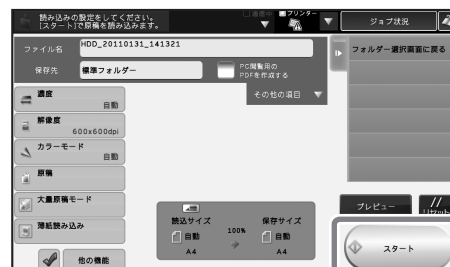 読み込みの設定をしてください。
[スタート]で原稿を読み込みます。
送信中
プリンター
ジョブ状況
ファイル名
HDD_20110131_141321
保存先
標準フォルダー
PC閲覧用の
PDFを作成する
フォルダー選択画面に戻る
その他の項目
濃度
自動
解像度
600x600dpi
カラーモード
自動
原稿
大量原稿モード
薄紙読み込み
他の機能
読込サイズ
自動
A4
100%
保存サイズ
自動
A4
プレビュー
スタート